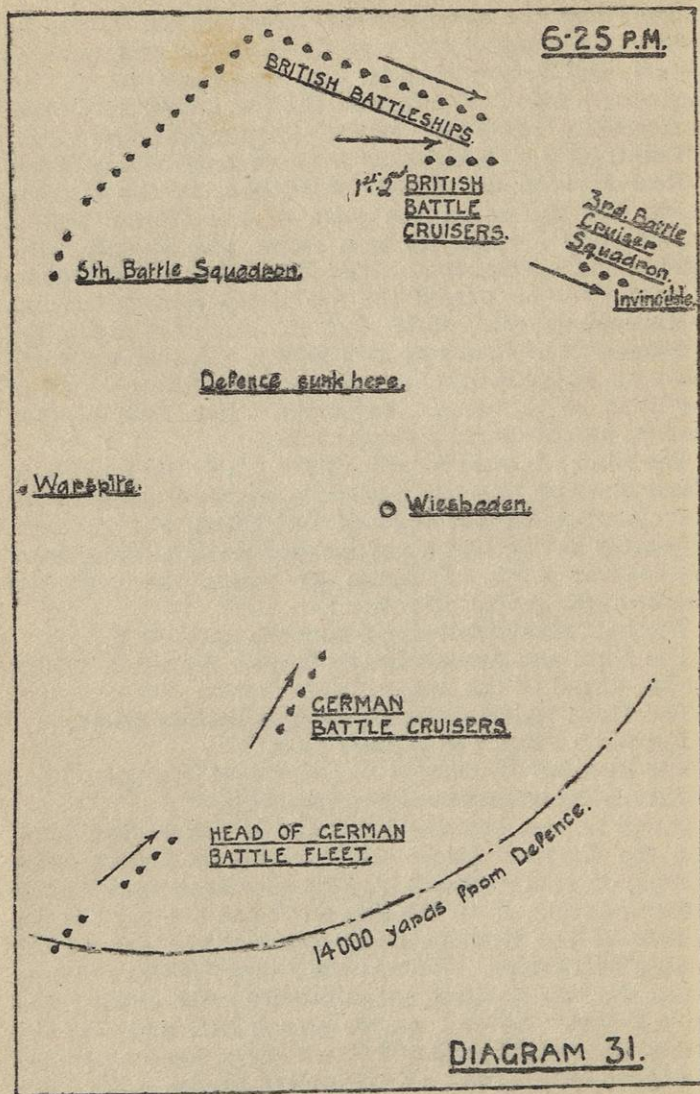 6-25 P.M.
BRITISH BATTLESHIPS.
1st. 2nd BRITISH
BATTLE
CRUISERS.
3rd. Battle
Cruiser
Squadron.
Invincible.
5th. Battle Squadron.
Defence sunk here.
Warspite.
Wiesbaden.
GERMAN
BATTLE CRUISERS
HEAD OF GERMAN
BATTLE FLEET.
14000 yards from Defence.
DIAGRAM 31.